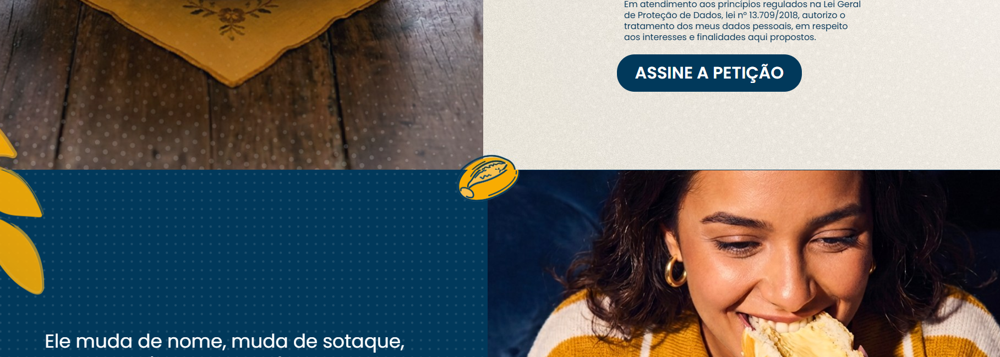 Em atendimento aos princípios regulados na Lei Geral
de Proteção de Dados, lei nº 13.709/2018, autorizo o
tratamento dos meus dados pessoais, em respeito
aos interesses e finalidades aqui propostos.
ASSINE A PETIÇÃO
Ele muda de nome, muda de sotaque,